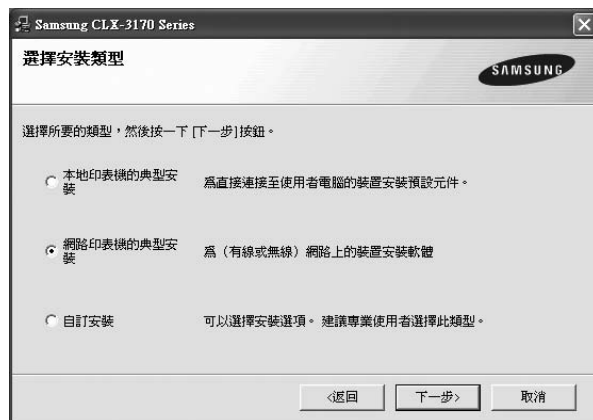 Samsung CLX-3170 Series
選擇安裝類型
SAMSUNG
選擇所要的類型，然後按一下 [下一步]按鈕。
本地印表機的典型安
裝
為直接連接至使用者電腦的裝置安裝預設元件。
網路印表機的典型安
裝
為（有線或無線）網路上的裝置安裝軟體
自訂安裝
可以選擇安裝選項。 建議專業使用者選擇此類型。
<返回
下一步>
取消